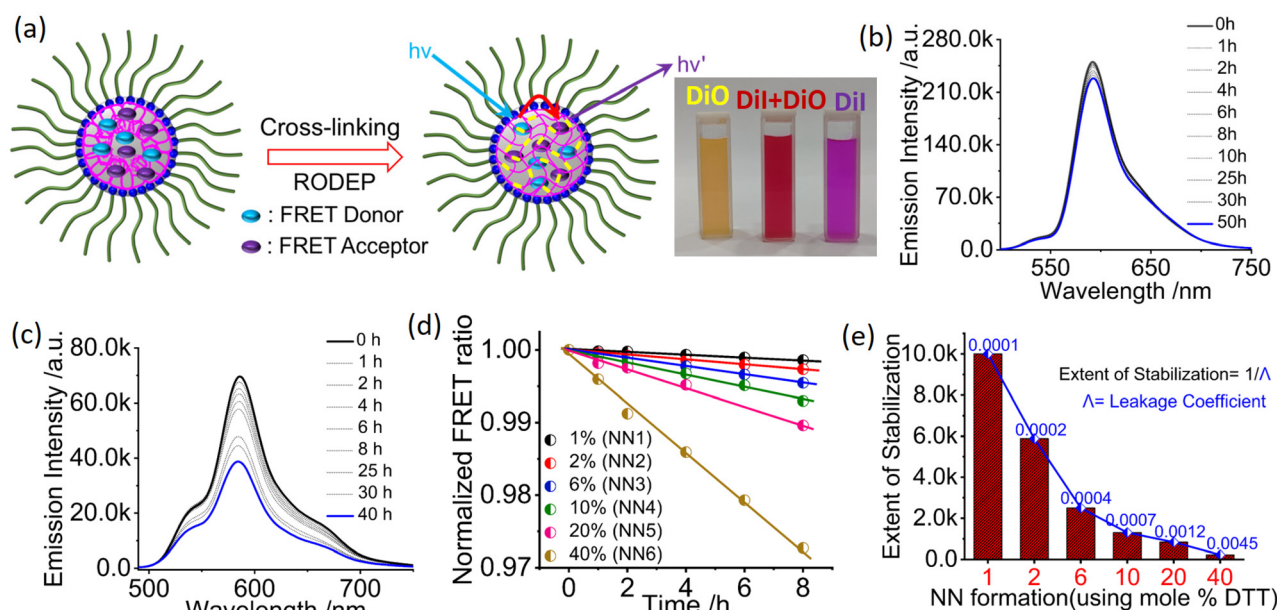 (a)
hν
hν'
Cross-linking
RODEP
: FRET Donor
: FRET Acceptor
DiO
DiI+DiO
DiI
(b)
Emission Intensity /a.u.
280.0k
210.0k
140.0k
70.0k
0.0
550
650
750
Wavelength /nm
0h
1h
2h
4h
6h
8h
10h
25h
30h
50h
(c)
Emission Intensity /a.u.
80.0k
60.0k
40.0k
20.0k
0.0
500
600
700
Wavelength /nm
0 h
1 h
2 h
4 h
6 h
8 h
25 h
30 h
40 h
(d)
Normalized FRET ratio
1.00
0.99
0.98
0.97
0
2
4
6
8
Time /h
1% (NN1)
2% (NN2)
6% (NN3)
10% (NN4)
20% (NN5)
40% (NN6)
(e)
Extent of Stabilization
10.0k
8.0k
6.0k
4.0k
2.0k
0.0
0.0001
0.0002
0.0004
0.0007
0.0012
0.0045
Extent of Stabilization= 1/Λ
Λ= Leakage Coefficient
1
2
6
10
20
40
NN formation(using mole % DTT)